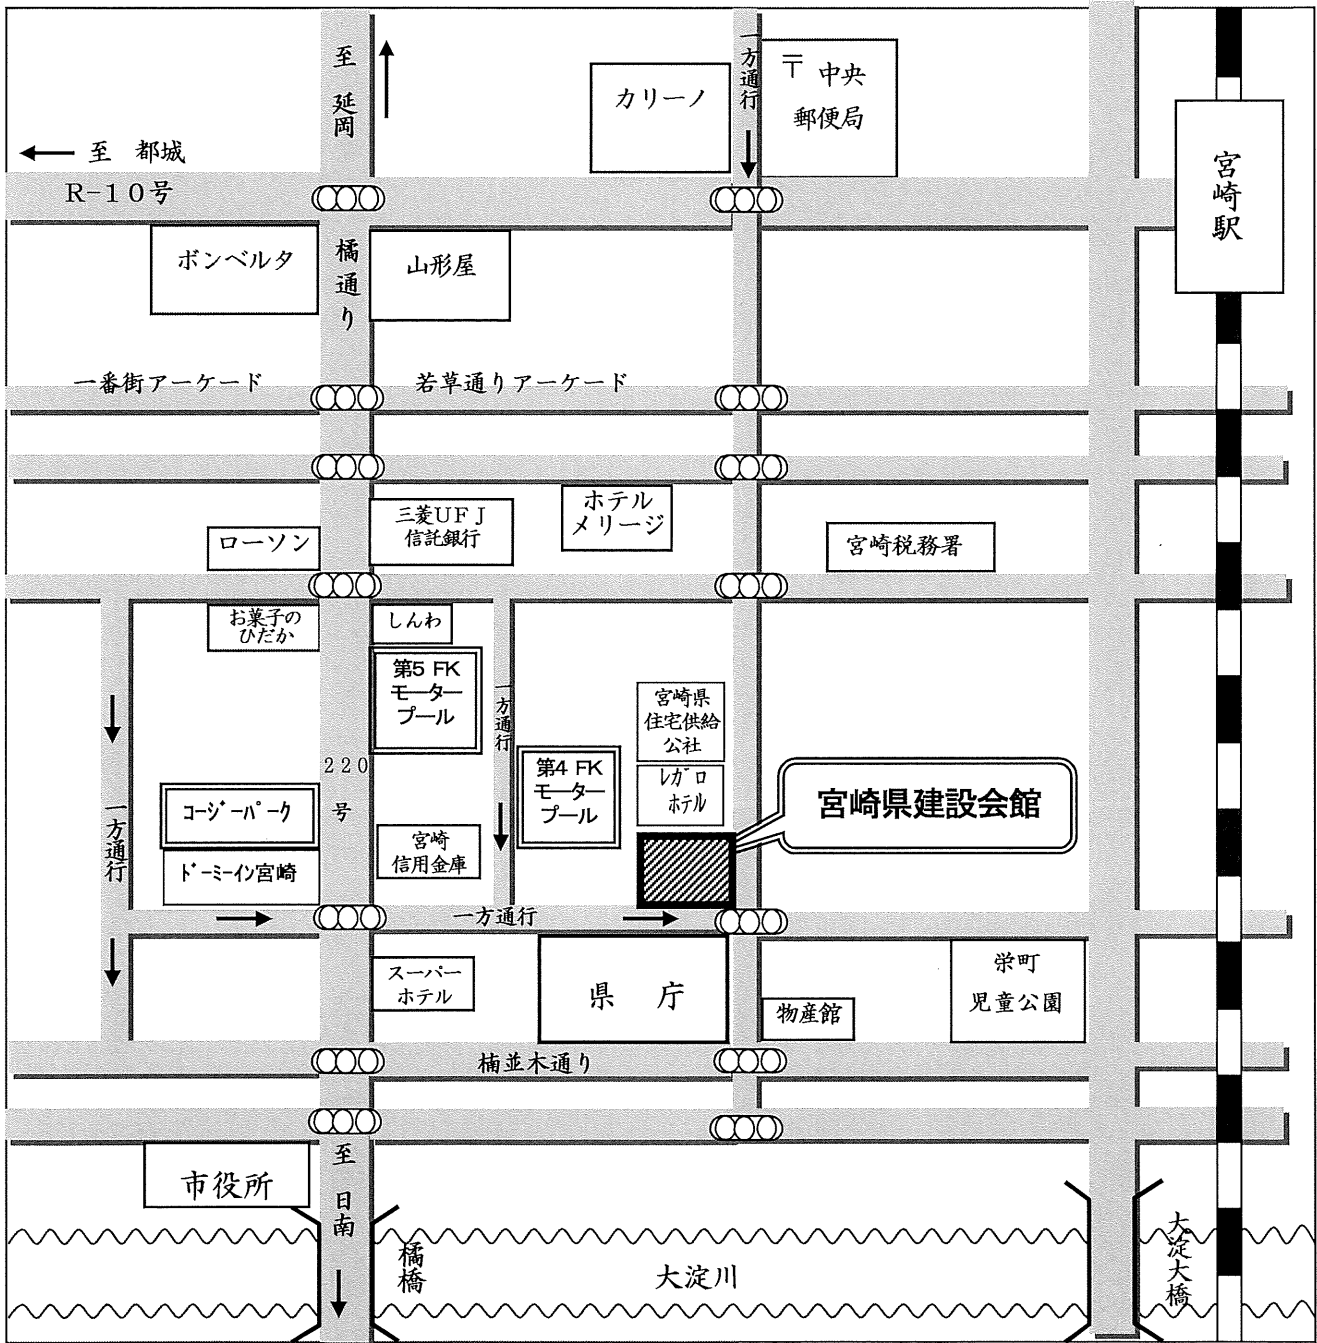 至 延岡
一方通行
カリーノ
〒 中央
郵便局
至 都城
R-10号
宮崎駅
ボンベルタ
橘通り
山形屋
一番街アーケード
若草通りアーケード
三菱UFJ
信託銀行
ホテル
メリージ
ローソン
宮崎税務署
お菓子の
ひだか
しんわ
第5 FK
モーター
プール
一方通行
宮崎県
住宅供給
公社
220
号
第4 FK
モーター
プール
レガロ
ホテル
宮崎県建設会館
コージーパーク
一方通行
宮崎
信用金庫
ドーミーイン宮崎
一方通行
スーパー
ホテル
県 庁
物産館
栄町
児童公園
楠並木通り
市役所
至 日南
橘橋
大淀川
大淀大橋